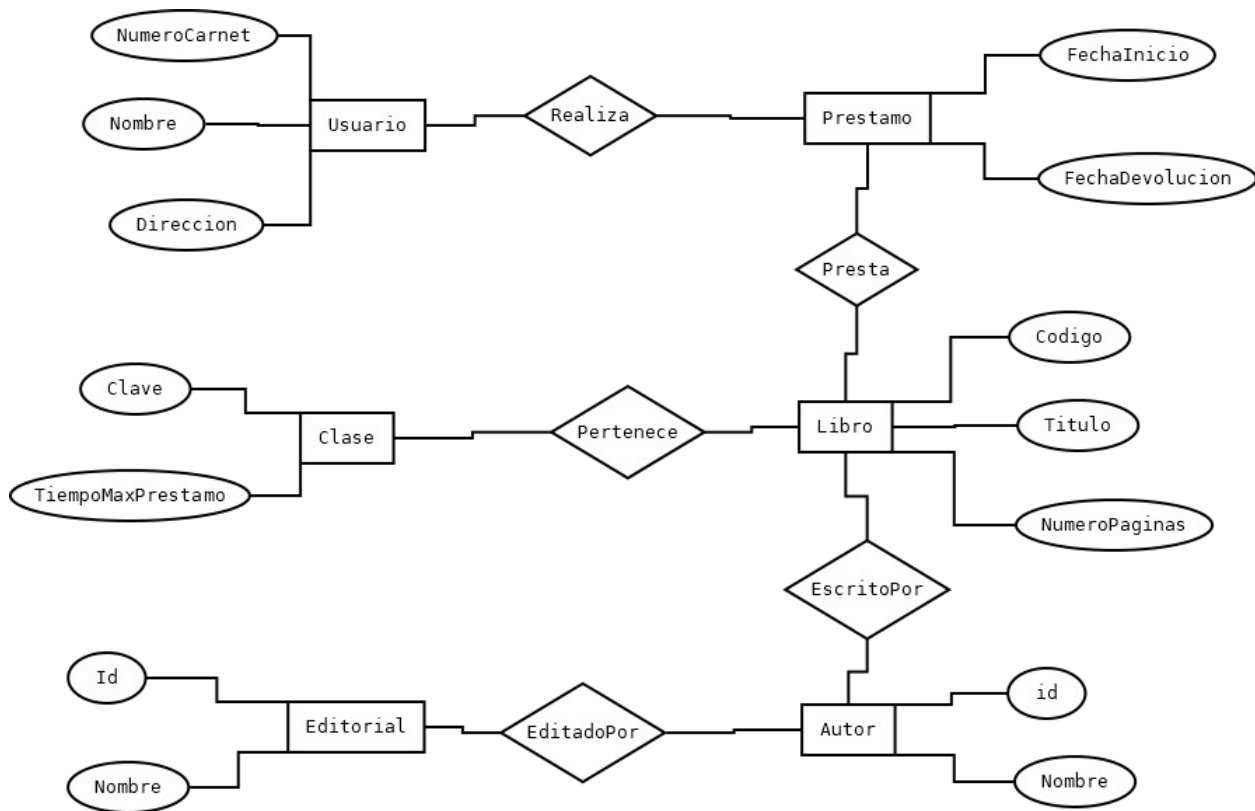 NumeroCarnet
FechaInicio
Nombre
Usuario
Realiza
Prestamo
Direccion
FechaDevolucion
Presta
Codigo
Clave
Clase
Pertenece
Libro
Titulo
TiempoMaxPrestamo
NumeroPaginas
EscritoPor
Id
id
Editorial
EditadoPor
Autor
Nombre
Nombre